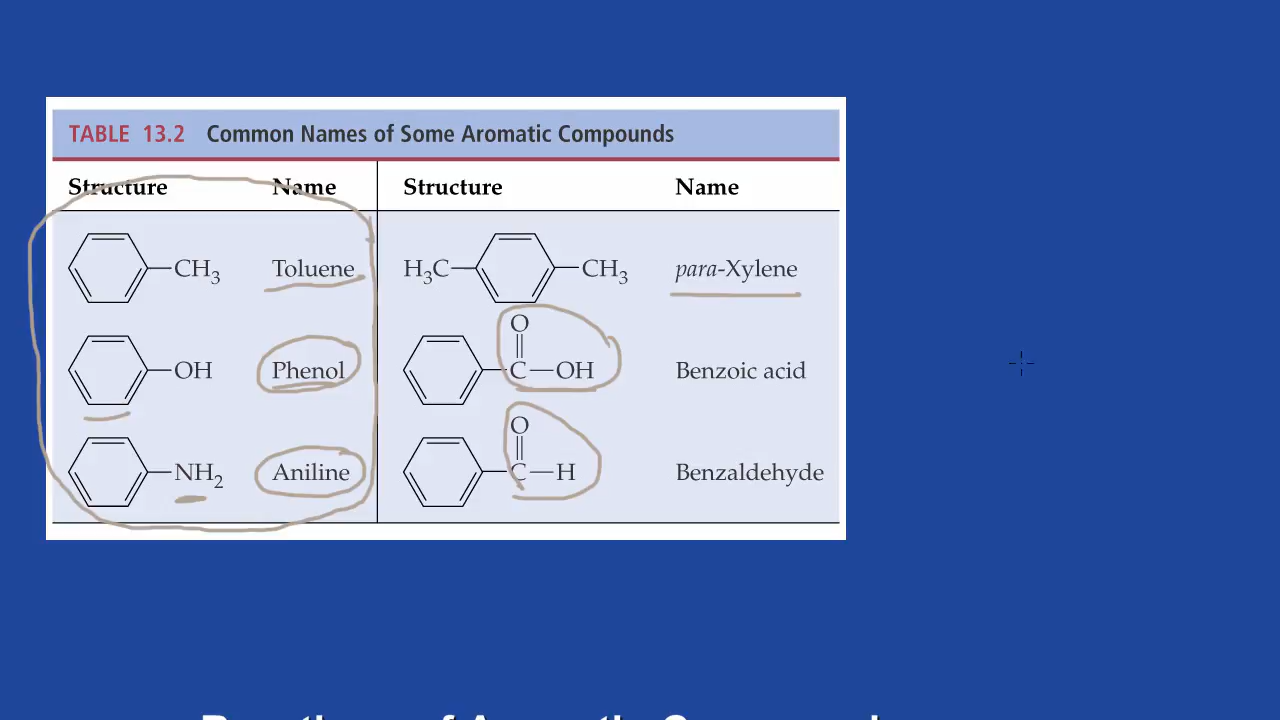 TABLE 13.2 Common Names of Some Aromatic Compounds
Structure Name Structure Name
CH3 Toluene H3C CH3 para-Xylene
O
OH Phenol C—OH Benzoic acid
O
NH2 Aniline C—H Benzaldehyde